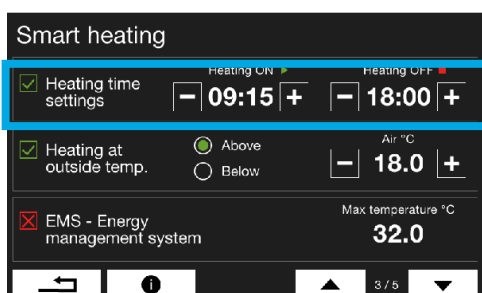 Smart heating
Heating time settings
Heating ON
Heating OFF
− 09:15 +
− 18:00 +
Heating at outside temp.
Above
Below
Air °C
− 18.0 +
EMS - Energy management system
Max temperature °C
32.0
3/5